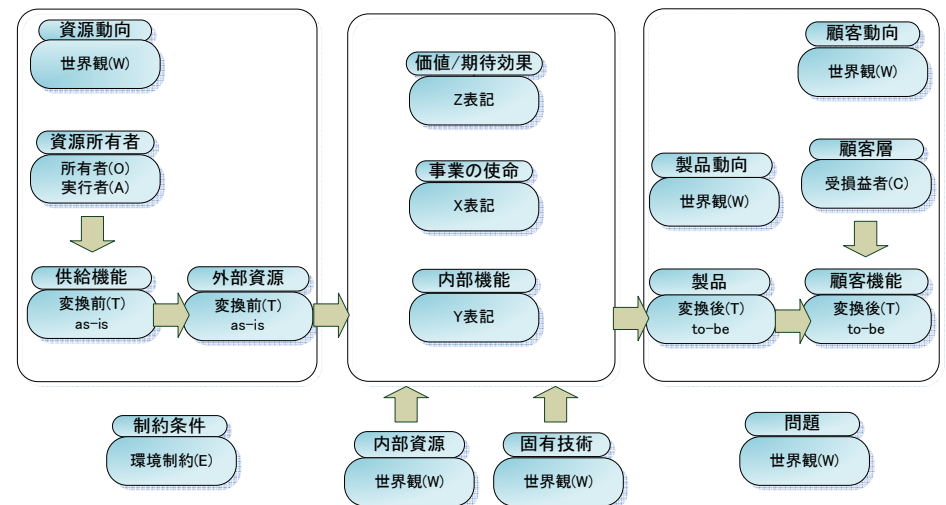 資源動向
世界観(W)
資源所有者
所有者(O)
実行者(A)
供給機能
変換前(T)
as-is
外部資源
変換前(T)
as-is
価値/期待効果
Z表記
事業の使命
X表記
内部機能
Y表記
顧客動向
世界観(W)
製品動向
世界観(W)
顧客層
受損益者(C)
製品
変換後(T)
to-be
顧客機能
変換後(T)
to-be
制約条件
環境制約(E)
内部資源
世界観(W)
固有技術
世界観(W)
問題
世界観(W)